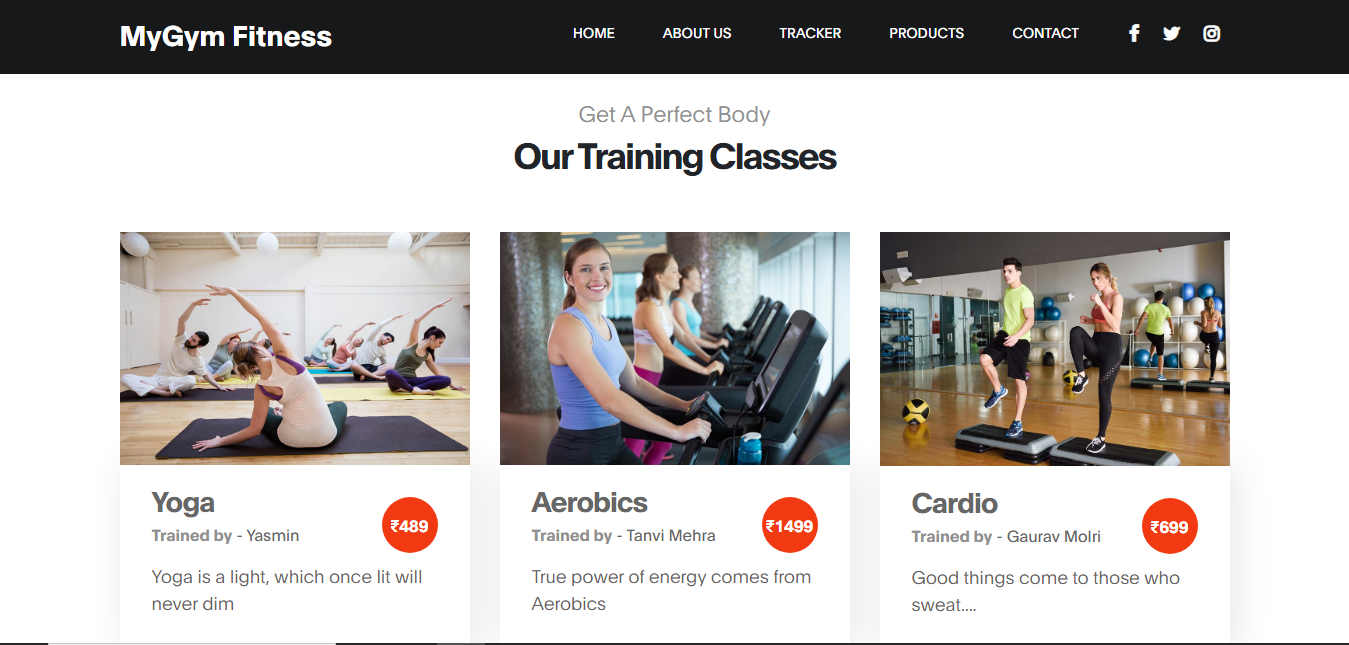 MyGym Fitness
HOME ABOUT US TRACKER PRODUCTS CONTACT
Get A Perfect Body
Our Training Classes
Yoga
Trained by - Yasmin
₹489
Yoga is a light, which once lit will
never dim
Aerobics
Trained by - Tanvi Mehra
₹1499
True power of energy comes from
Aerobics
Cardio
Trained by - Gaurav Molri
₹699
Good things come to those who
sweat....